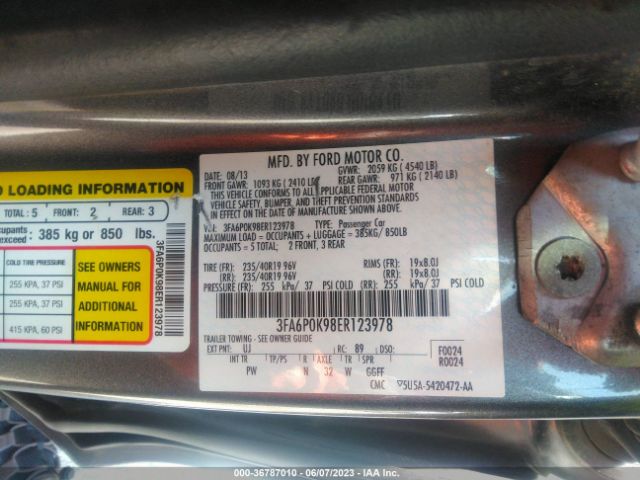 O LOADING INFORMATION
TOTAL : 5 FRONT: 2 REAR: 3
upants
exceed : 385 kg or 850 lbs.
COLD TIRE PRESSURE
255 KPA, 37 PSI
255 KPA, 37 PSI
415 KPA, 60 PSI
SEE OWNERS
MANUAL FOR
ADDITIONAL
INFORMATION
3FA6P0K98ER123978
MFD. BY FORD MOTOR CO.
DATE: 08/13 GVWR: 2059 KG ( 4540 LB)
FRONT GAWR: 1093 KG ( 2410 LB) REAR GAWR: 971 KG ( 2140 LB)
THIS VEHICLE CONFORMS TO ALL APPLICABLE FEDERAL MOTOR
VEHICLE SAFETY, BUMPER, AND THEFT PREVENTION STANDARDS
IN EFFECT ON THE DATE OF MANUFACTURE SHOWN ABOVE.
VIN: 3FA6P0K98ER123978 TYPE: Passenger Car
MAXIMUM LOAD = OCCUPANTS + LUGGAGE = 385KG/ 850LB
OCCUPANTS = 5 TOTAL: 2 FRONT, 3 REAR
TIRE (FR): 235/40R19 96V RIMS (FR): 19x8.0J
(RR): 235/40R19 96V (RR): 19x8.0J
PRESSURE (FR): 255 kPa/ 37 PSI COLD (RR): 255 kPa/ 37 PSI COLD
3FA6P0K98ER123978
TRAILER TOWING - SEE OWNER GUIDE
EXT PNT: UJ RC: 89 DSO:
INT TR TP/PS R AXLE TR SPR
PW N 32 W GGFF
F0024
R0024
CMC 5U5A-5420472-AA
000-36787010 - 06/07/2023 - IAA Inc.